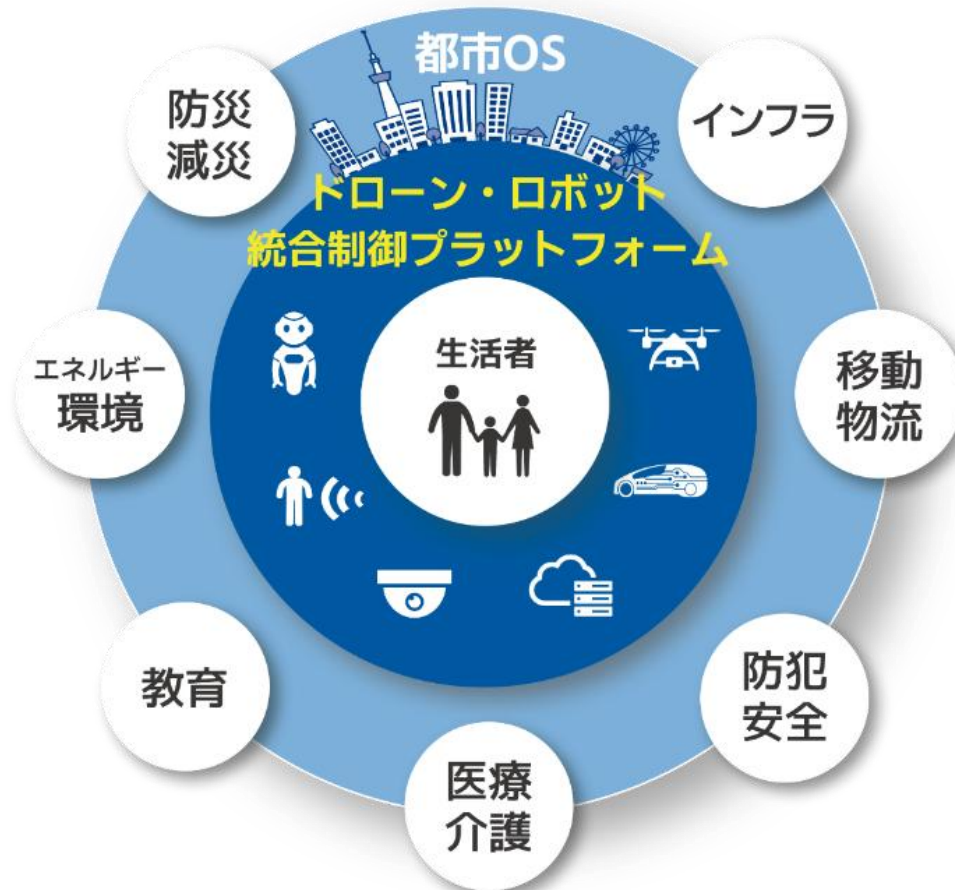 都市OS
防災
減災
インフラ
ドローン・ロボット
統合制御プラットフォーム
生活者
エネルギー
環境
移動
物流
教育
防犯
安全
医療
介護